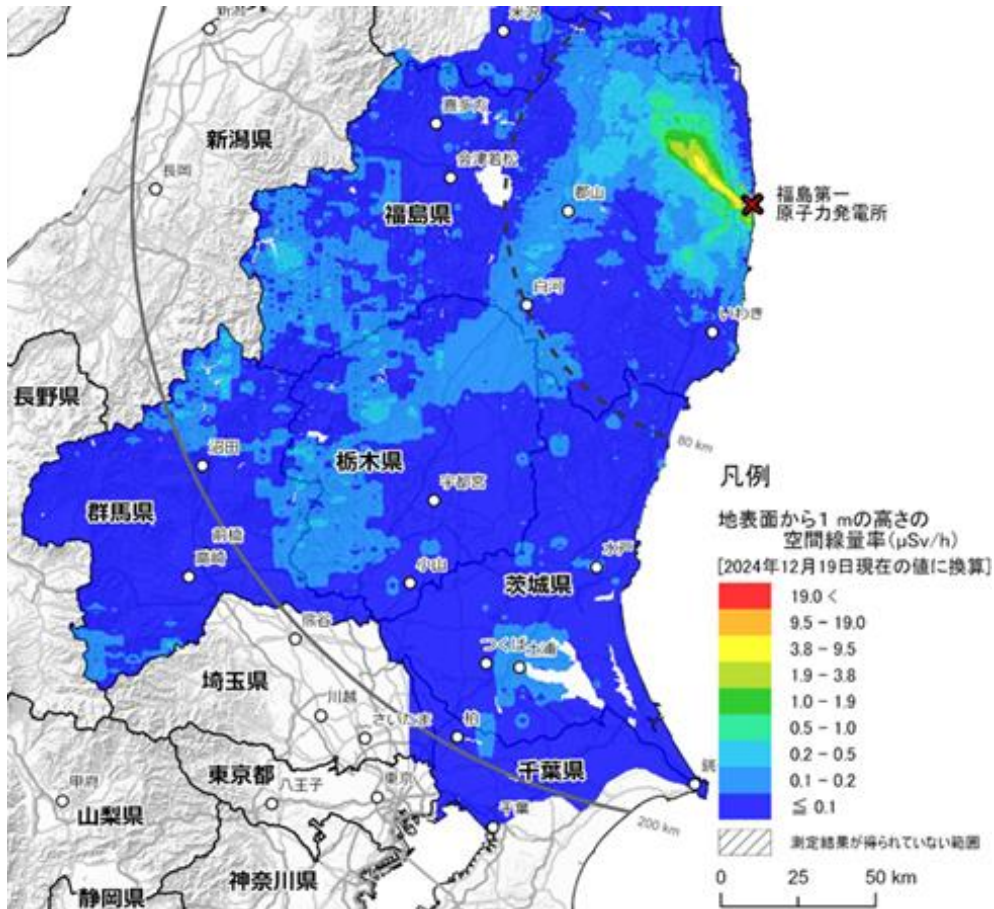 新潟
米沢
喜多方
新潟県
会津若松
長岡
福島県
郡山
福島第一
原子力発電所
白河
いわき
長野県
80 km
沼田
栃木県
宇都宮
群馬県
前橋
高崎
水戸
小山
茨城県
熊谷
つくば
土浦
埼玉県
川越
さいたま
柏
東京都
千葉県
甲府
八王子
東京
山梨県
千葉
200 km
神奈川県
静岡県
凡例
地表面から1 mの高さの
空間線量率(μSv/h)
[2024年12月19日現在の値に換算]
19.0 <
9.5 - 19.0
3.8 - 9.5
1.9 - 3.8
1.0 - 1.9
0.5 - 1.0
0.2 - 0.5
0.1 - 0.2
≦ 0.1
測定結果が得られていない範囲
0 25 50 km